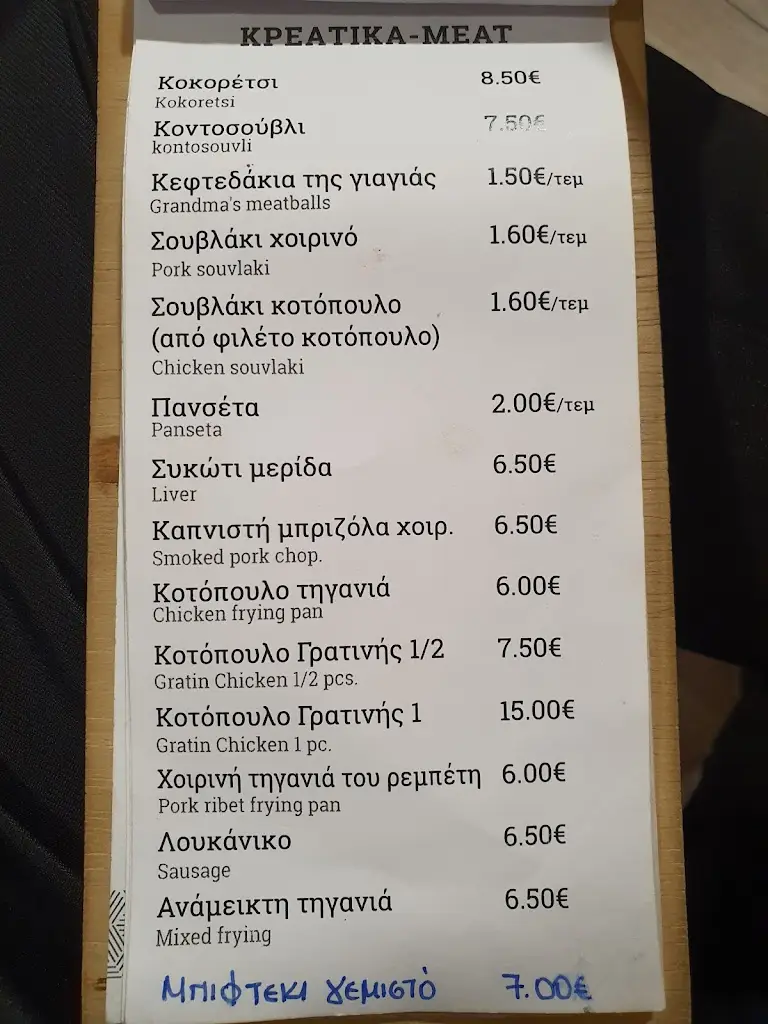 ΚΡΕΑΤΙΚΑ-MEAT
Κοκορέτσι 8.50€
Kokoretsi
Κοντοσούβλι 7.50€
kontosouvli
Κεφτεδάκια της γιαγιάς 1.50€/τεμ
Grandma's meatballs
Σουβλάκι χοιρινό 1.60€/τεμ
Pork souvlaki
Σουβλάκι κοτόπουλο 1.60€/τεμ
(από φιλέτο κοτόπουλο)
Chicken souvlaki
Πανσέτα 2.00€/τεμ
Panseta
Συκώτι μερίδα 6.50€
Liver
Καπνιστή μπριζόλα χοιρ. 6.50€
Smoked pork chop.
Κοτόπουλο τηγανιά 6.00€
Chicken frying pan
Κοτόπουλο Γρατινής 1/2 7.50€
Gratin Chicken 1/2 pcs.
Κοτόπουλο Γρατινής 1 15.00€
Gratin Chicken 1 pc.
Χοιρινή τηγανιά του ρεμπέτη 6.00€
Pork ribet frying pan
Λουκάνικο 6.50€
Sausage
Ανάμεικτη τηγανιά 6.50€
Mixed frying
ΜΠΙΦΤΕΚΙ ΓΕΜΙΣΤὸ 7.00€